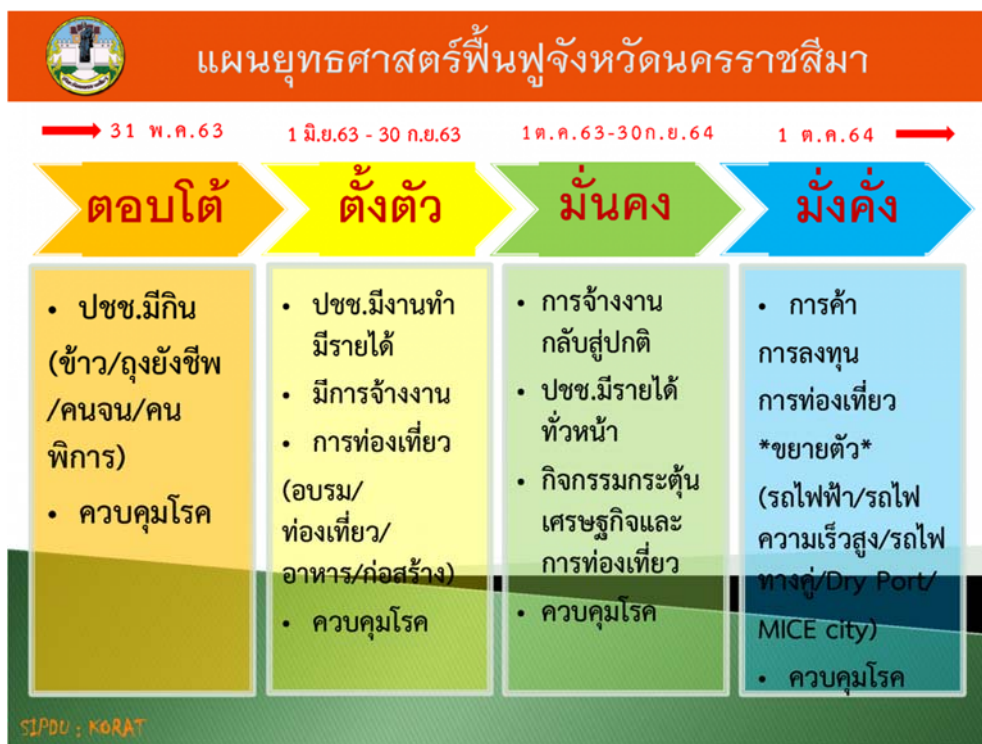 แผนยุทธศาสตร์ฟื้นฟูจังหวัดนครราชสีมา
31 พ.ค.63
1 มิ.ย.63 - 30 ก.ย.63
1ต.ค.63-30ก.ย.64
1 ต.ค.64
ตอบโต้
ตั้งตัว
มั่นคง
มั่งคั่ง
• ปชช.มีกิน
(ข้าว/ถุงยังชีพ
/คนจน/คน
พิการ)
• ควบคุมโรค
• ปชช.มีงานทำ
มีรายได้
• มีการจ้างงาน
• การท่องเที่ยว
(อบรม/
ท่องเที่ยว/
อาหาร/ก่อสร้าง)
• ควบคุมโรค
• การจ้างงาน
กลับสู่ปกติ
• ปชช.มีรายได้
ทั่วหน้า
• กิจกรรมกระตุ้น
เศรษฐกิจและ
การท่องเที่ยว
• ควบคุมโรค
• การค้า
การลงทุน
การท่องเที่ยว
*ขยายตัว*
(รถไฟฟ้า/รถไฟ
ความเร็วสูง/รถไฟ
ทางคู่/Dry Port/
MICE city)
• ควบคุมโรค
SIPDU : KORAT